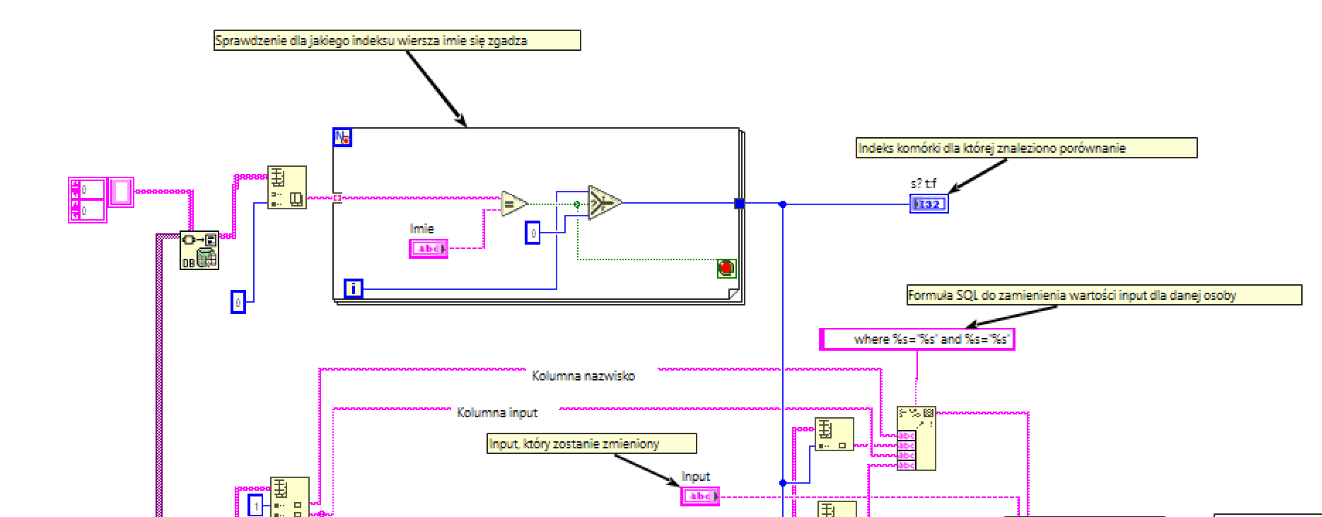 Sprawdzenie dla jakiego indeksu wiersza imie się zgadza
N
Indeks komórki dla której znaleziono porównanie
s? t:f
I32
0
0
=
Imie
abc
0
DB
i
0
Formuła SQL do zamienienia wartości input dla danej osoby
where %s='%s' and %s='%s'
Kolumna nazwisko
Kolumna input
abc
abc
abc
abc
Input, który zostanie zmieniony
Input
abc
1